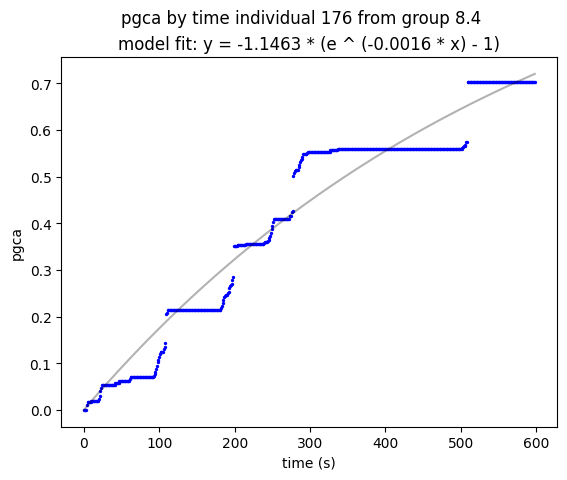 pgca by time individual 176 from group 8.4
model fit: y = -1.1463 * (e ^ (-0.0016 * x) - 1)
0.7
0.6
0.5
0.4
0.3
0.2
0.1
0.0
pgca
0 100 200 300 400 500 600
time (s)